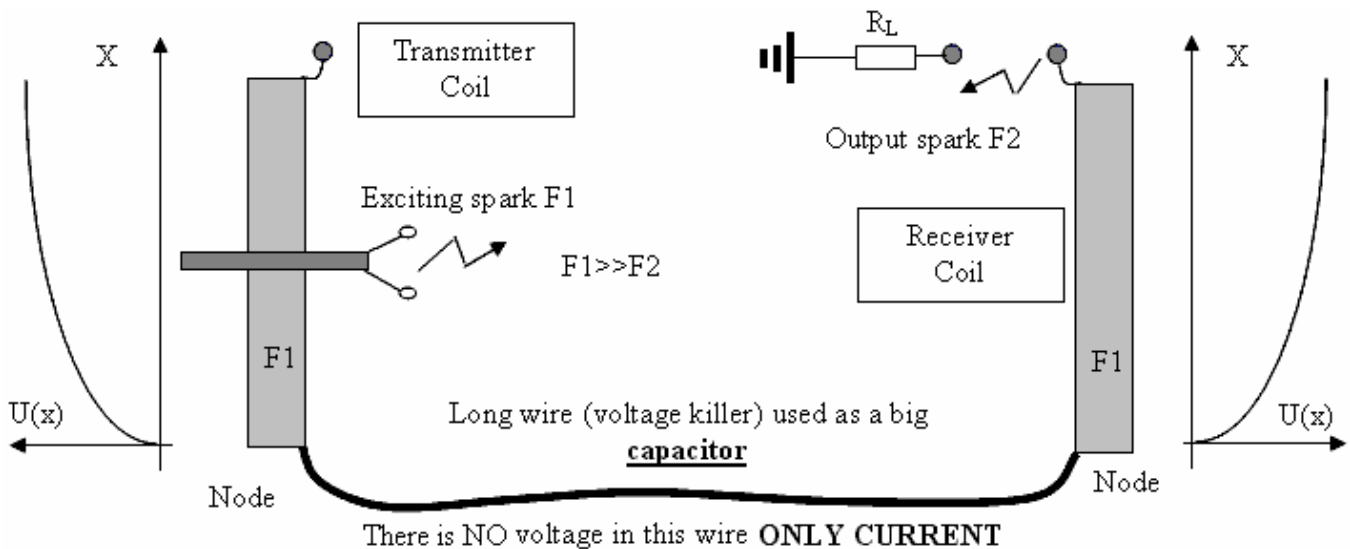 X
Transmitter
Coil
R_L
X
Output spark F2
Exciting spark F1
F1>>F2
Receiver
Coil
F1
F1
U(x)
Long wire (voltage killer) used as a big
capacitor
U(x)
Node
Node
There is NO voltage in this wire ONLY CURRENT